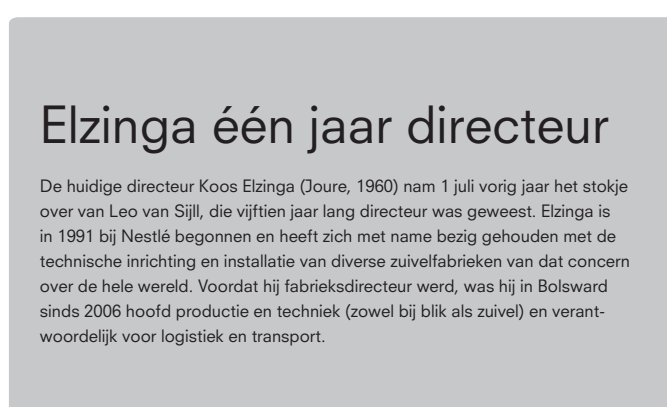 Elzinga één jaar directeur
De huidige directeur Koos Elzinga (Joure, 1960) nam 1 juli vorig jaar het stokje
over van Leo van Sijll, die vijftien jaar lang directeur was geweest. Elzinga is
in 1991 bij Nestlé begonnen en heeft zich met name bezig gehouden met de
technische inrichting en installatie van diverse zuivelfabrieken van dat concern
over de hele wereld. Voordat hij fabrieksdirecteur werd, was hij in Bolsward
sinds 2006 hoofd productie en techniek (zowel bij blik als zuivel) en verant-
woordelijk voor logistiek en transport.